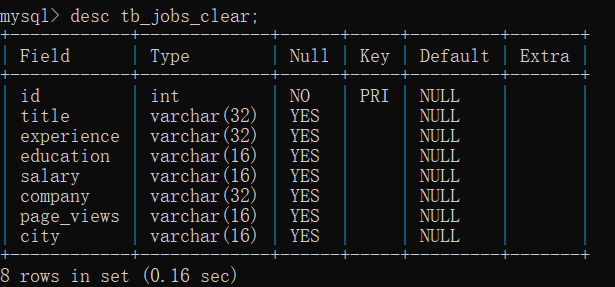 mysql> desc tb_jobs_clear;
+-------------+-------------+------+-----+---------+-------+
| Field       | Type        | Null | Key | Default | Extra |
+-------------+-------------+------+-----+---------+-------+
| id          | int         | NO   | PRI | NULL    |       |
| title       | varchar(32) | YES  |     | NULL    |       |
| experience  | varchar(32) | YES  |     | NULL    |       |
| education   | varchar(16) | YES  |     | NULL    |       |
| salary      | varchar(16) | YES  |     | NULL    |       |
| company     | varchar(32) | YES  |     | NULL    |       |
| page_views  | varchar(16) | YES  |     | NULL    |       |
| city        | varchar(16) | YES  |     | NULL    |       |
+-------------+-------------+------+-----+---------+-------+
8 rows in set (0.16 sec)